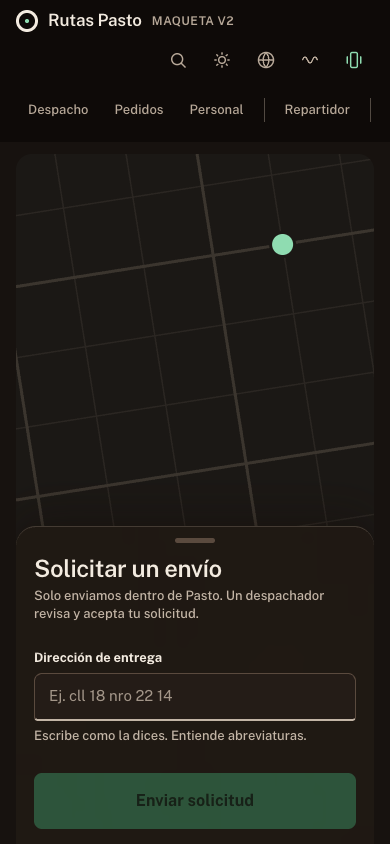 Rutas Pasto MAQUETA V2
Despacho Pedidos Personal Repartidor
Solicitar un envío
Solo enviamos dentro de Pasto. Un despachador
revisa y acepta tu solicitud.
Dirección de entrega
Ej. cll 18 nro 22 14
Escribe como la dices. Entiende abreviaturas.
Enviar solicitud